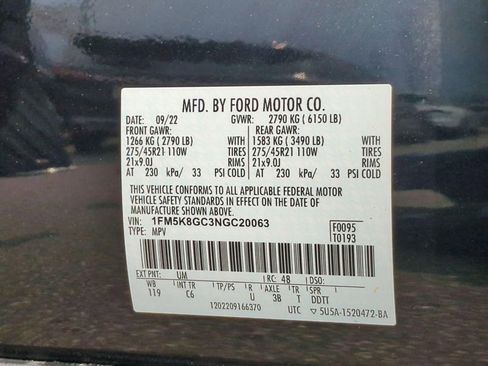 MFD. BY FORD MOTOR CO.
DATE: 09/22 GVWR: 2790 KG ( 6150 LB)
FRONT GAWR: REAR GAWR:
1266 KG ( 2790 LB) WITH 1583 KG ( 3490 LB) WITH
275/45R21 110W TIRES 275/45R21 110W TIRES
21x9.0J RIMS 21x9.0J RIMS
AT 230 kPa/ 33 PSI COLD AT 230 kPa/ 33 PSI COLD
THIS VEHICLE CONFORMS TO ALL APPLICABLE FEDERAL MOTOR
VEHICLE SAFETY STANDARDS IN EFFECT ON THE DATE OF
MANUFACTURE SHOWN ABOVE.
VIN: 1FM5K8GC3NGC20063 F0095
TYPE: MPV T0193
EXT PNT: UM RC: 48 DSO:
WB INT TR TP/PS R AXLE TR SPR
119 C6 U 3B T DDTT
1202209166370 UTC ▽ 5U5A-1520472-BA